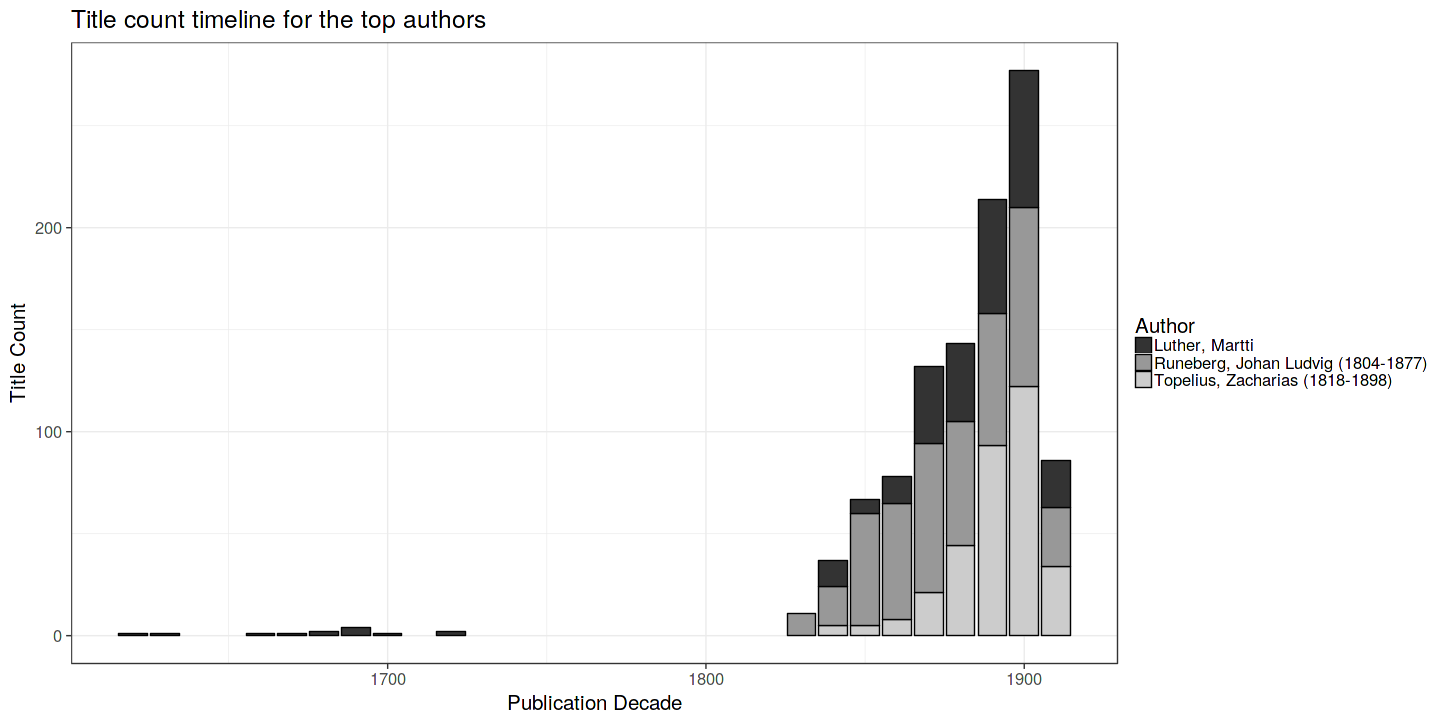 Title count timeline for the top authors
Title Count
200
100
0
1700
1800
1900
Publication Decade
Author
Luther, Martti
Runeberg, Johan Ludvig (1804-1877)
Topelius, Zacharias (1818-1898)